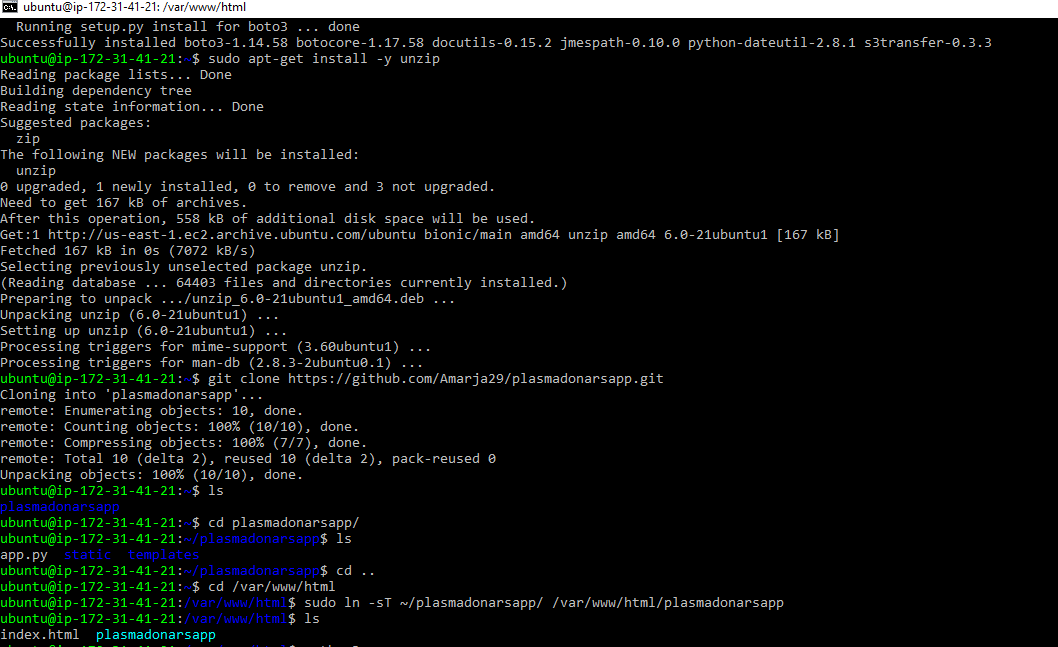 ubuntu@ip-172-31-41-21: /var/www/html
  Running setup.py install for boto3 ... done
Successfully installed boto3-1.14.58 botocore-1.17.58 docutils-0.15.2 jmespath-0.10.0 python-dateutil-2.8.1 s3transfer-0.3.3
ubuntu@ip-172-31-41-21:~$ sudo apt-get install -y unzip
Reading package lists... Done
Building dependency tree
Reading state information... Done
Suggested packages:
  zip
The following NEW packages will be installed:
  unzip
0 upgraded, 1 newly installed, 0 to remove and 3 not upgraded.
Need to get 167 kB of archives.
After this operation, 558 kB of additional disk space will be used.
Get:1 http://us-east-1.ec2.archive.ubuntu.com/ubuntu bionic/main amd64 unzip amd64 6.0-21ubuntu1 [167 kB]
Fetched 167 kB in 0s (7072 kB/s)
Selecting previously unselected package unzip.
(Reading database ... 64403 files and directories currently installed.)
Preparing to unpack .../unzip_6.0-21ubuntu1_amd64.deb ...
Unpacking unzip (6.0-21ubuntu1) ...
Setting up unzip (6.0-21ubuntu1) ...
Processing triggers for mime-support (3.60ubuntu1) ...
Processing triggers for man-db (2.8.3-2ubuntu0.1) ...
ubuntu@ip-172-31-41-21:~$ git clone https://github.com/Amarja29/plasmadonarsapp.git
Cloning into 'plasmadonarsapp'...
remote: Enumerating objects: 10, done.
remote: Counting objects: 100% (10/10), done.
remote: Compressing objects: 100% (7/7), done.
remote: Total 10 (delta 2), reused 10 (delta 2), pack-reused 0
Unpacking objects: 100% (10/10), done.
ubuntu@ip-172-31-41-21:~$ ls
plasmadonarsapp
ubuntu@ip-172-31-41-21:~$ cd plasmadonarsapp/
ubuntu@ip-172-31-41-21:~/plasmadonarsapp$ ls
app.py  static  templates
ubuntu@ip-172-31-41-21:~/plasmadonarsapp$ cd ..
ubuntu@ip-172-31-41-21:~$ cd /var/www/html
ubuntu@ip-172-31-41-21:/var/www/html$ sudo ln -sT ~/plasmadonarsapp/ /var/www/html/plasmadonarsapp
ubuntu@ip-172-31-41-21:/var/www/html$ ls
index.html  plasmadonarsapp